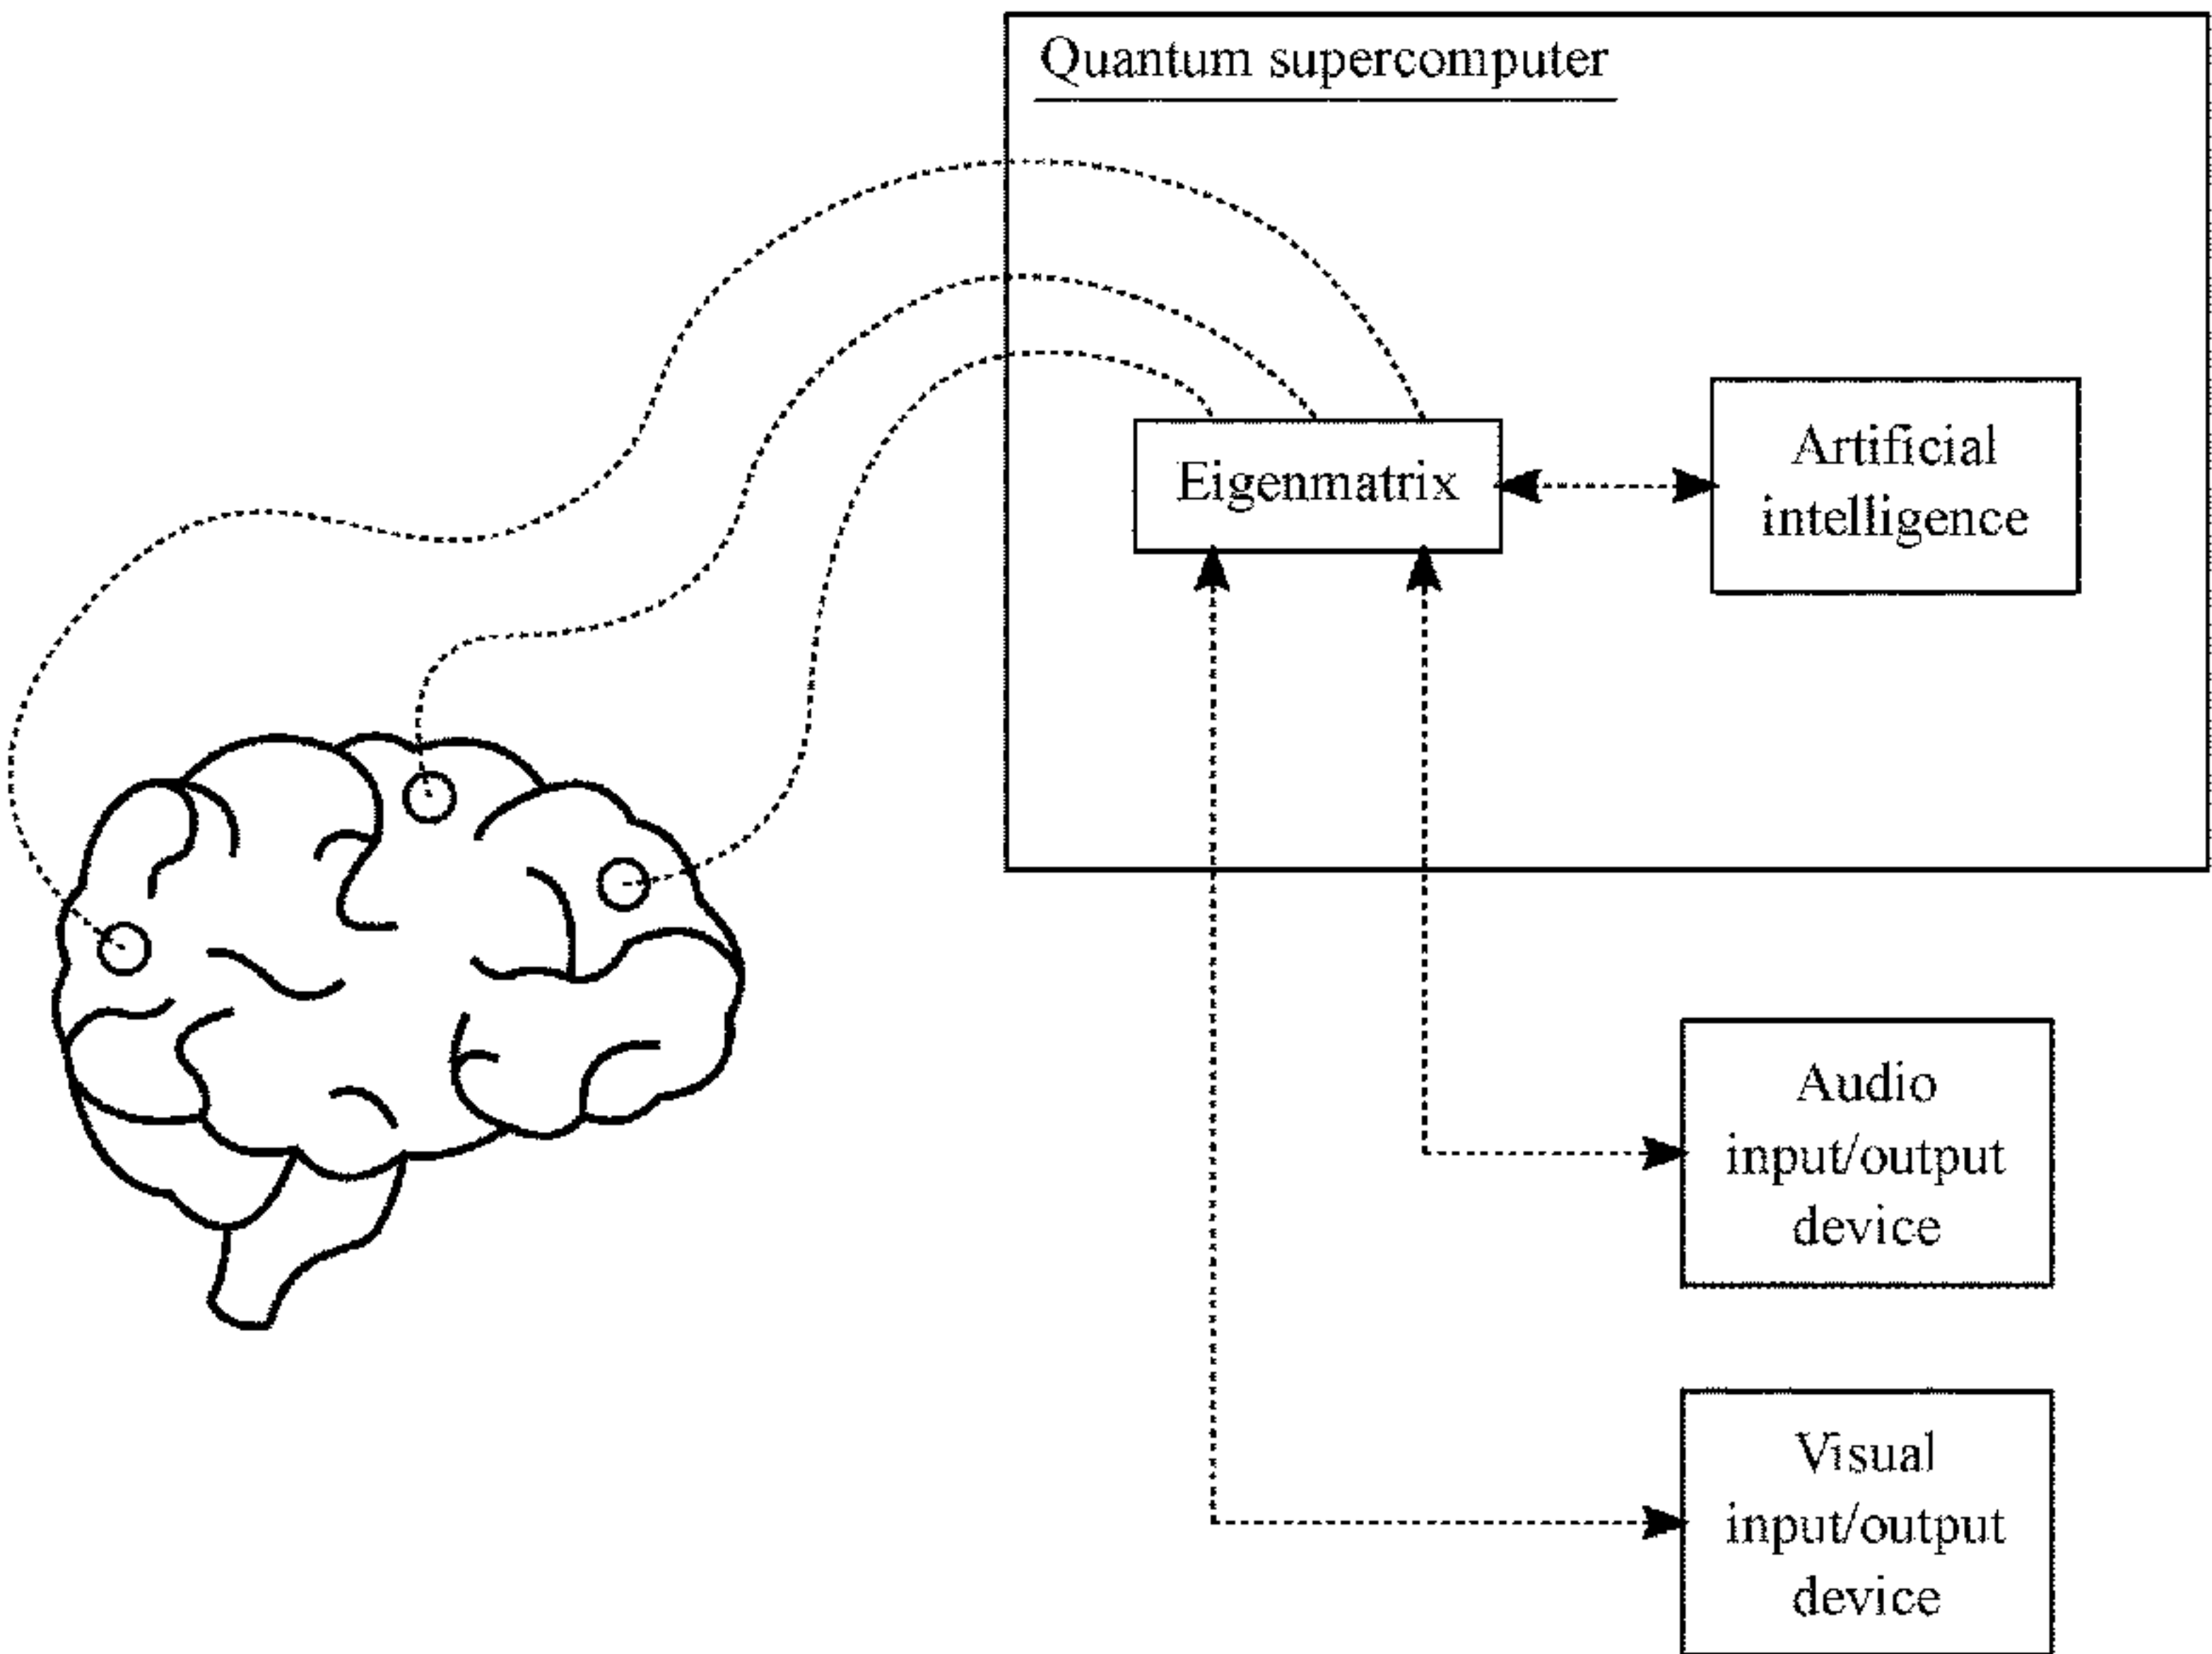 Quantum supercomputer
Eigenmatrix
Artificial
intelligence
Audio
input/output
device
Visual
input/output
device